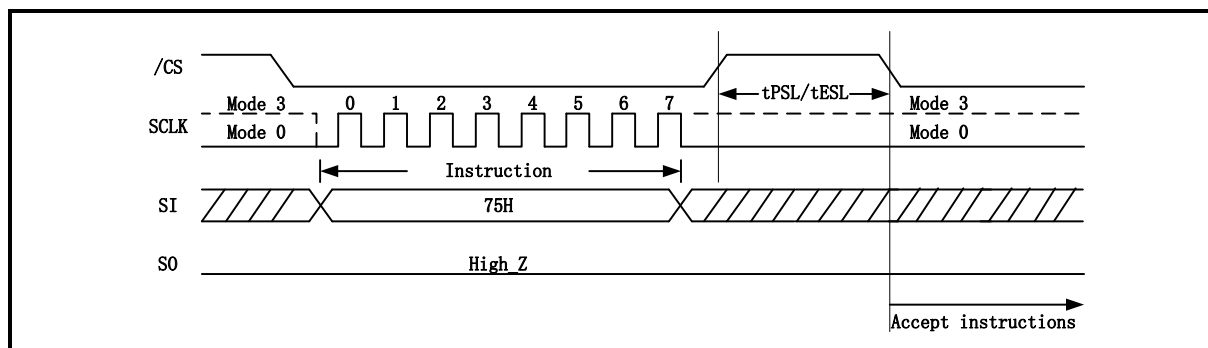 /CS
tPSL/tESL
Mode 3 0 1 2 3 4 5 6 7 Mode 3
SCLK
Mode 0 Mode 0
Instruction
SI 75H
SO High_Z
Accept instructions